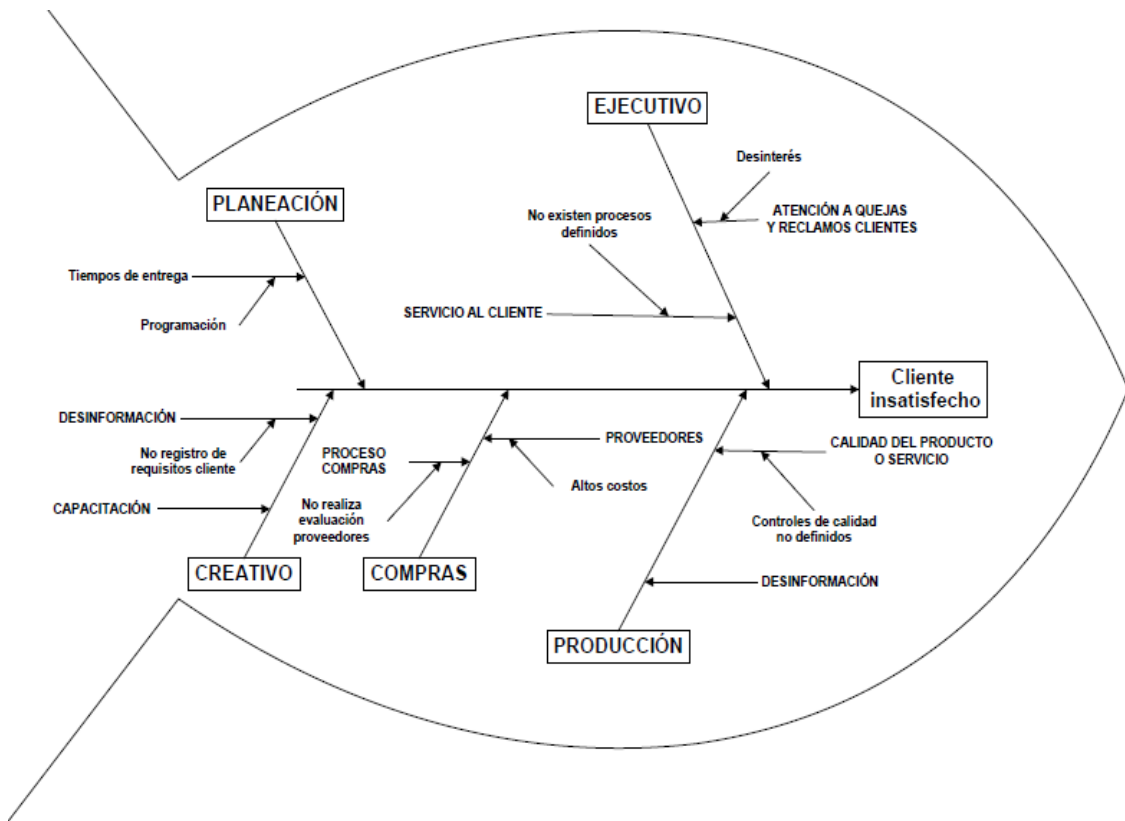 EJECUTIVO
Desinterés
PLANEACIÓN
No existen procesos
definidos
ATENCIÓN A QUEJAS
Y RECLAMOS CLIENTES
Tiempos de entrega
SERVICIO AL CLIENTE
Programación
Cliente
insatisfecho
DESINFORMACIÓN
No registro de
requisitos cliente
PROCESO
COMPRAS
PROVEEDORES
CALIDAD DEL PRODUCTO
O SERVICIO
Altos costos
CAPACITACIÓN
No realiza
evaluación
proveedores
Controles de calidad
no definidos
CREATIVO
COMPRAS
DESINFORMACIÓN
PRODUCCIÓN